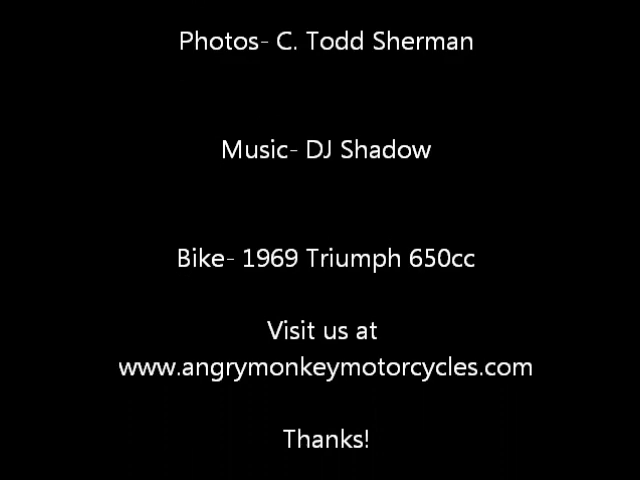 Photos- C. Todd Sherman
Music- DJ Shadow
Bike- 1969 Triumph 650cc
Visit us at
www.angrymonkeymotorcycles.com
Thanks!